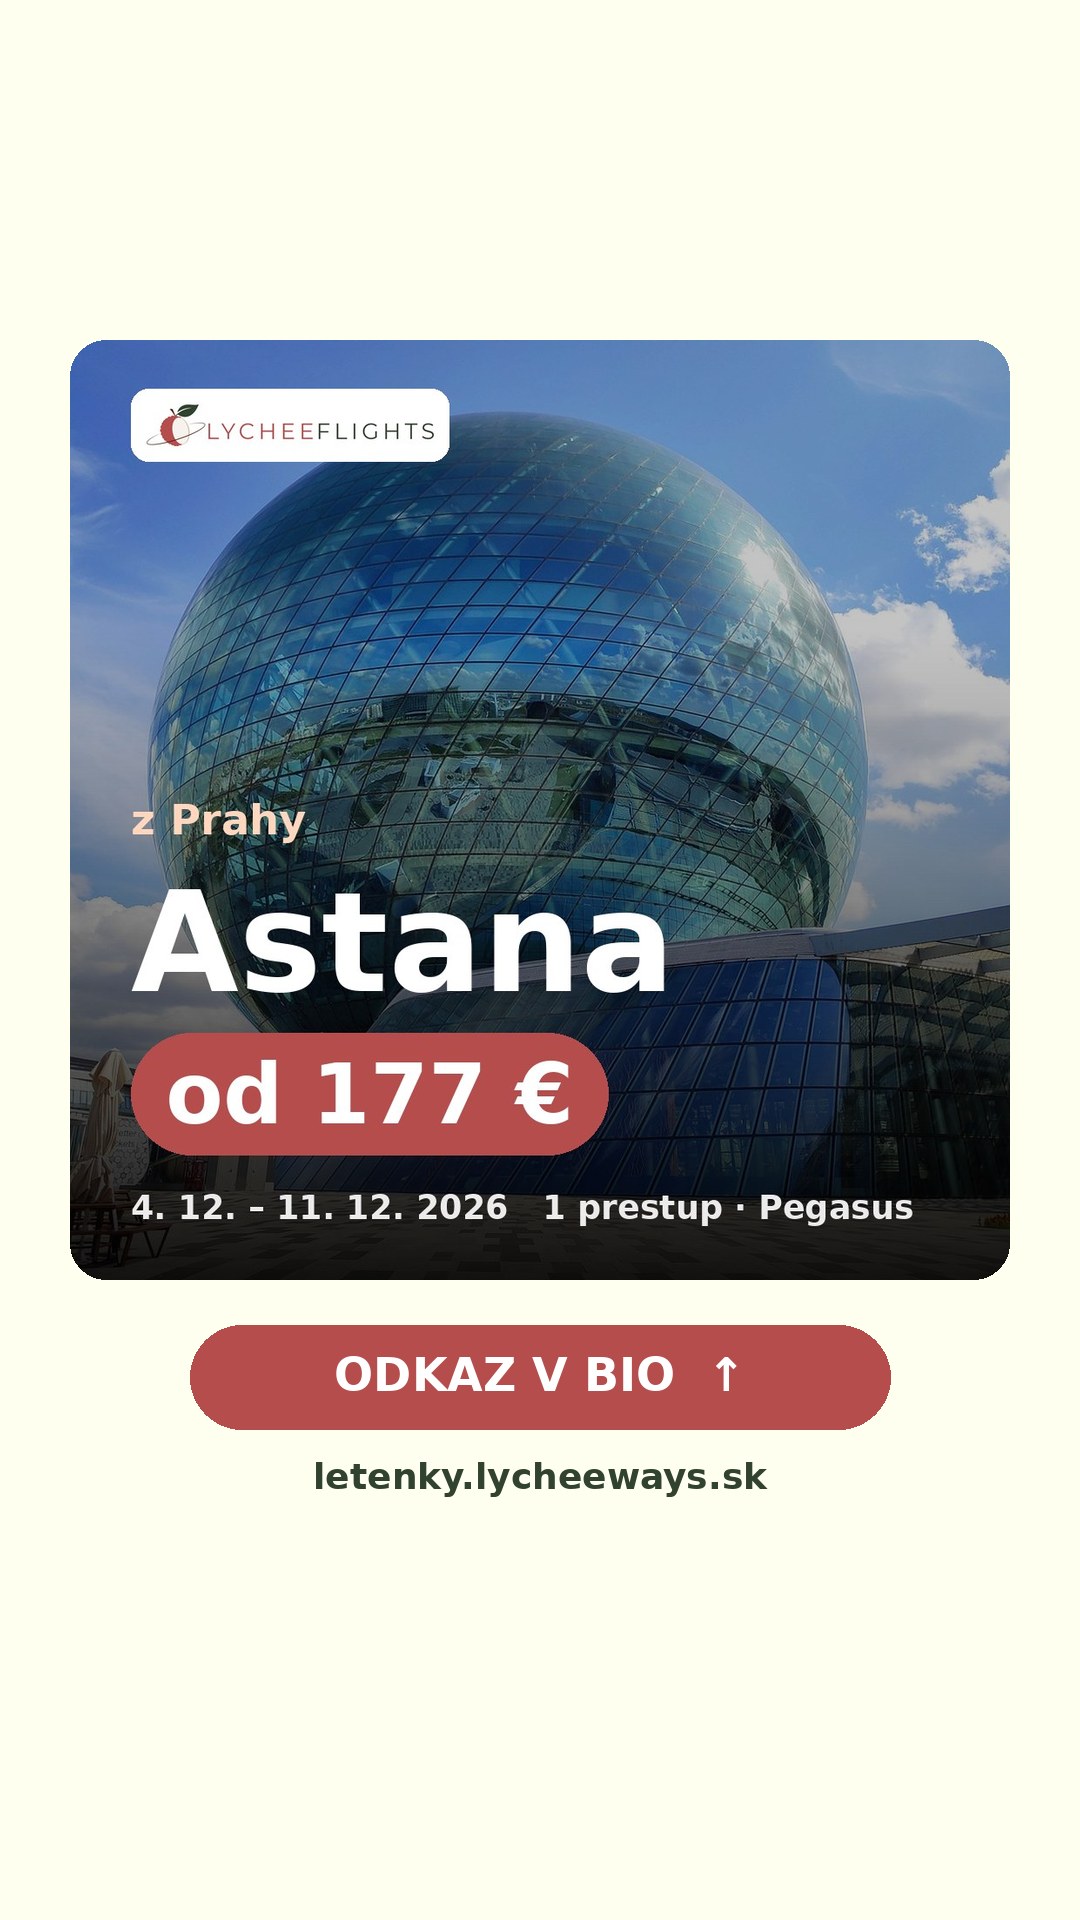 LYCHEEFLIGHTS
z Prahy
Astana
od 177 €
4. 12. – 11. 12. 2026 1 prestup · Pegasus
ODKAZ V BIO ↑
letenky.lycheeways.sk